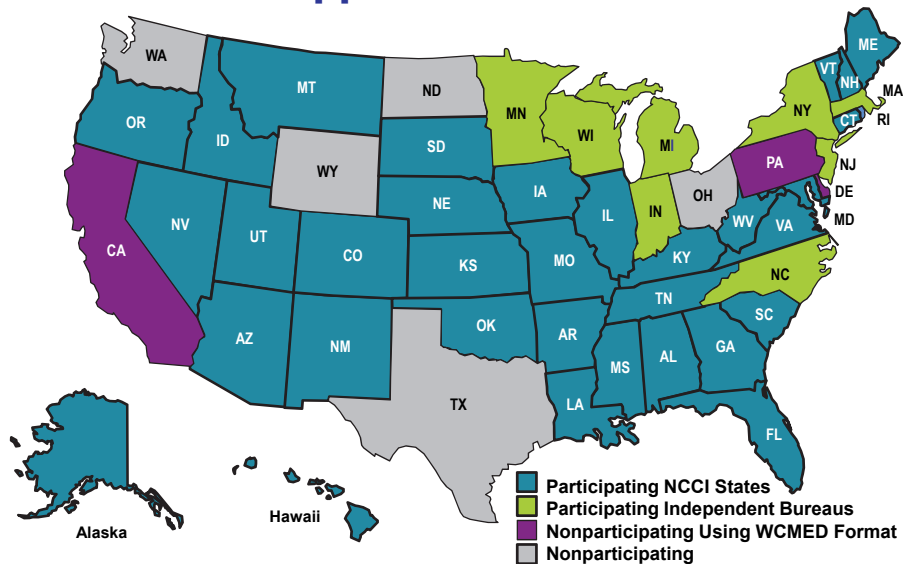 WA
MT
ND
MN
ME
VT
NH
MA
NY
OR
ID
SD
WI
MI
CT
RI
WY
PA
NJ
IA
NE
OH
DE
NV
UT
IL
IN
WV
VA
MD
CA
CO
KS
MO
KY
NC
TN
AZ
NM
OK
AR
SC
MS
AL
GA
TX
LA
FL
Participating NCCI States
Participating Independent Bureaus
Hawaii
Nonparticipating Using WCMED Format
Alaska
Nonparticipating